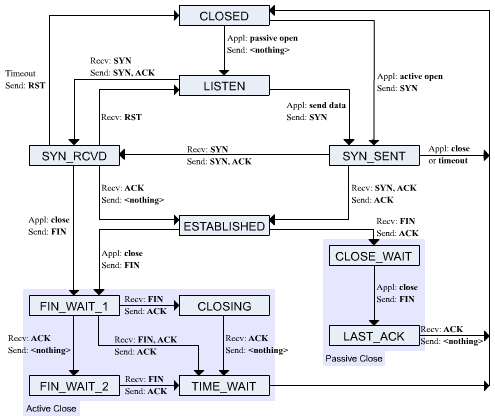 CLOSED
Appl: passive open
Send: <nothing>
Recv: SYN
Send: SYN, ACK
Timeout
Send: RST
LISTEN
Appl: active open
Send: SYN
Appl: send data
Send: SYN
Recv: RST
SYN_RCVD
Recv: SYN
Send: SYN, ACK
SYN_SENT
Appl: close
or timeout
Recv: ACK
Send: <nothing>
Recv: SYN, ACK
Send: ACK
Appl: close
Send: FIN
ESTABLISHED
Recv: FIN
Send: ACK
Appl: close
Send: FIN
CLOSE_WAIT
Appl: close
Send: FIN
FIN_WAIT_1
Recv: FIN
Send: ACK
CLOSING
Recv: ACK
Send: <nothing>
Recv: FIN, ACK
Send: ACK
Recv: ACK
Send: <nothing>
LAST_ACK
Recv: ACK
Send: <nothing>
Passive Close
FIN_WAIT_2
Recv: FIN
Send: ACK
TIME_WAIT
Active Close